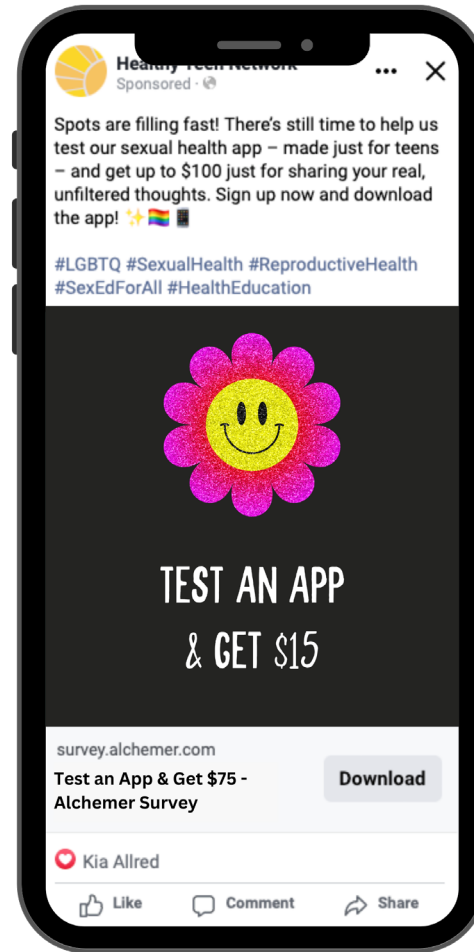 Healthy Teen Network
Sponsored ·
Spots are filling fast! There's still time to help us
test our sexual health app – made just for teens
– and get up to $100 just for sharing your real,
unfiltered thoughts. Sign up now and download
the app! ✨🏳️‍🌈📱
#LGBTQ #SexualHealth #ReproductiveHealth
#SexEdForAll #HealthEducation
TEST AN APP
& GET $15
survey.alchemer.com
Test an App & Get $75 -
Alchemer Survey
Download
Kia Allred
Like
Comment
Share